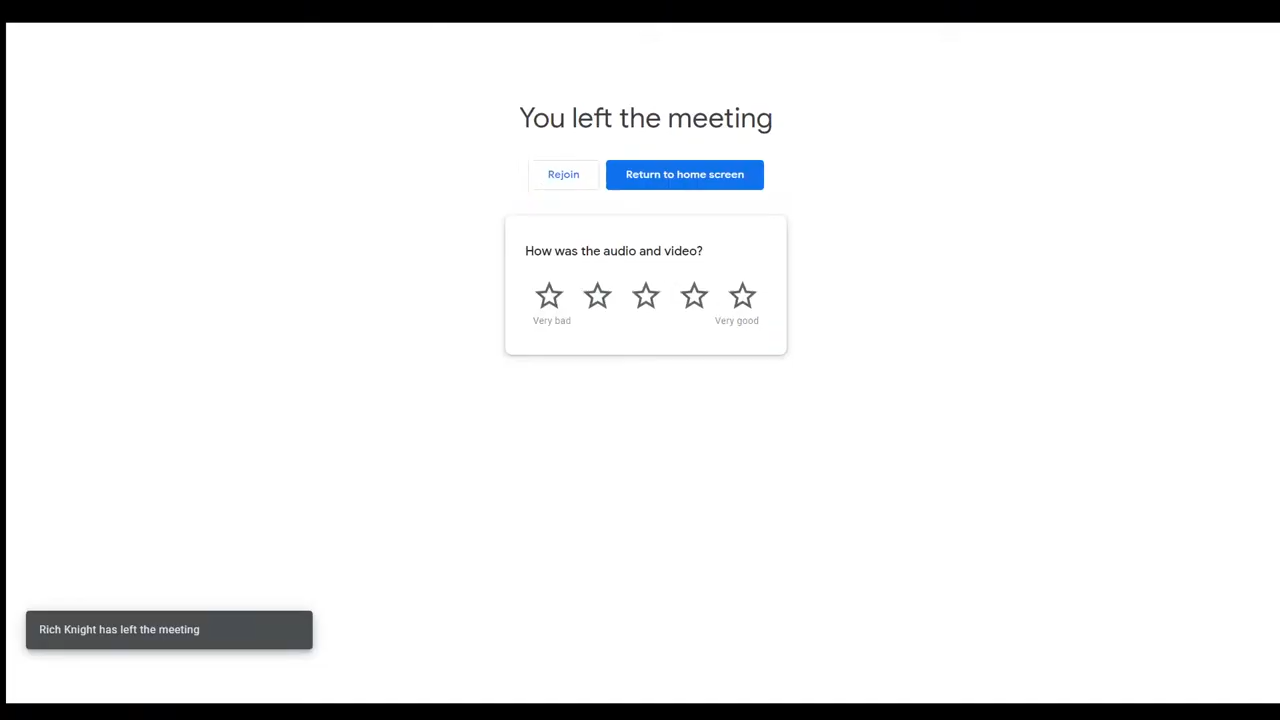 You left the meeting
Rejoin
Return to home screen
How was the audio and video?
Very bad
Very good
Rich Knight has left the meeting